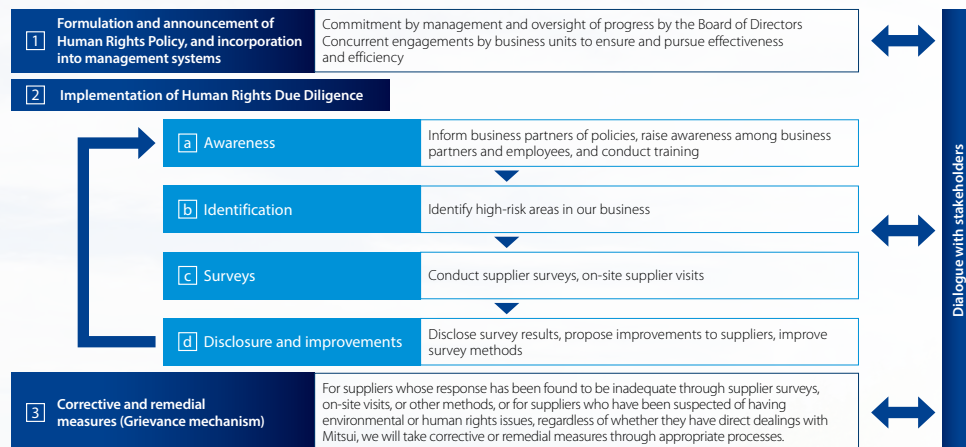 1 Formulation and announcement of
Human Rights Policy, and incorporation
into management systems
Commitment by management and oversight of progress by the Board of Directors
Concurrent engagements by business units to ensure and pursue effectiveness
and efficiency
2 Implementation of Human Rights Due Diligence
a Awareness
Inform business partners of policies, raise awareness among business
partners and employees, and conduct training
b Identification
Identify high-risk areas in our business
c Surveys
Conduct supplier surveys, on-site supplier visits
d Disclosure and improvements
Disclose survey results, propose improvements to suppliers, improve
survey methods
3 Corrective and remedial
measures (Grievance mechanism)
For suppliers whose response has been found to be inadequate through supplier surveys,
on-site visits, or other methods, or for suppliers who have been suspected of having
environmental or human rights issues, regardless of whether they have direct dealings with
Mitsui, we will take corrective or remedial measures through appropriate processes.
Dialogue with stakeholders